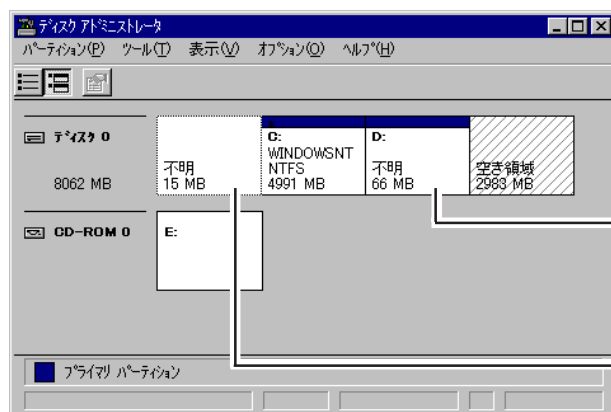 ディスク アドミニストレータ
パーティション(P) ツール(T) 表示(V) オプション(O) ヘルプ(H)
ディスク 0
8062 MB
不明
15 MB
C:
WINDOWSNT
NTFS
4991 MB
D:
不明
66 MB
空き領域
2983 MB
CD-ROM 0
E:
プライマリ パーティション